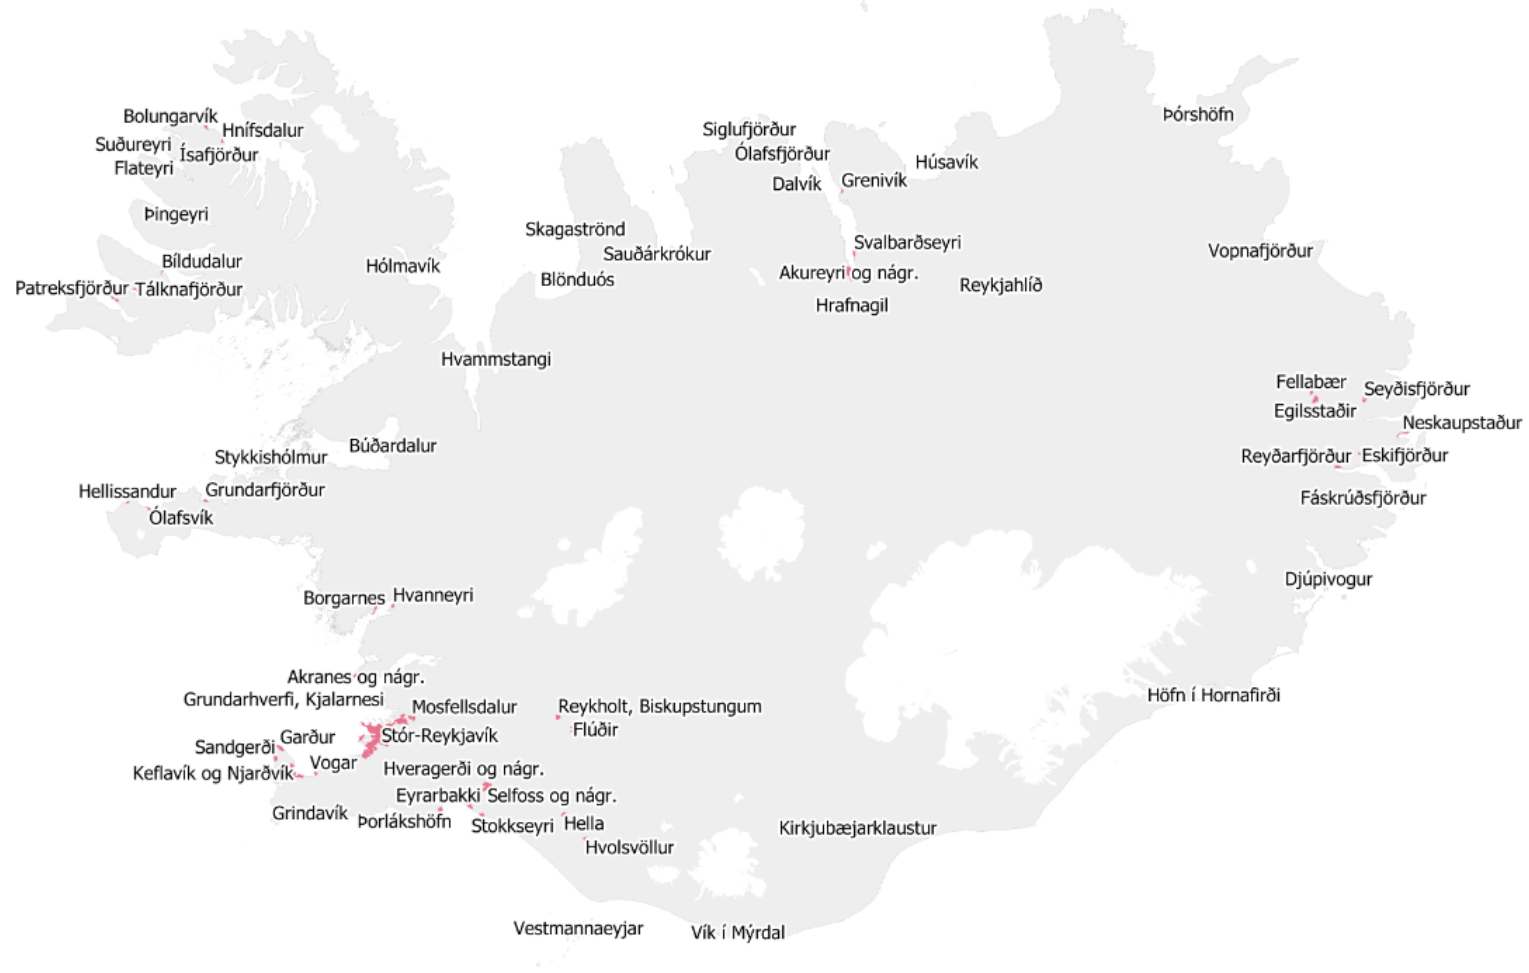 Þórshöfn
Bolungarvík
Hnífsdalur
Siglufjörður
Suðureyri
Ísafjörður
Ólafsfjörður
Flateyri
Húsavík
Dalvík
Grenivík
Þingeyri
Skagaströnd
Svalbarðseyri
Sauðárkrókur
Vopnafjörður
Bíldudalur
Hólmavík
Akureyri og nágr.
Blönduós
Reykjahlíð
Patreksfjörður
Tálknafjörður
Hrafnagil
Hvammstangi
Fellabær
Seyðisfjörður
Egilsstaðir
Neskaupstaður
Búðardalur
Stykkishólmur
Reyðarfjörður
Eskifjörður
Hellissandur
Grundarfjörður
Fáskrúðsfjörður
Ólafsvík
Djúpivogur
Borgarnes
Hvanneyri
Akranes og nágr.
Höfn í Hornafirði
Grundarhverfi, Kjalarnesi
Mosfellsdalur
Reykholt, Biskupstungum
Flúðir
Garður
Stór-Reykjavík
Sandgerði
Vogar
Keflavík og Njarðvík
Hveragerði og nágr.
Eyrarbakki
Selfoss og nágr.
Grindavík
Þorlákshöfn
Stokkseyri
Hella
Kirkjubæjarklaustur
Hvolsvöllur
Vestmannaeyjar
Vík í Mýrdal